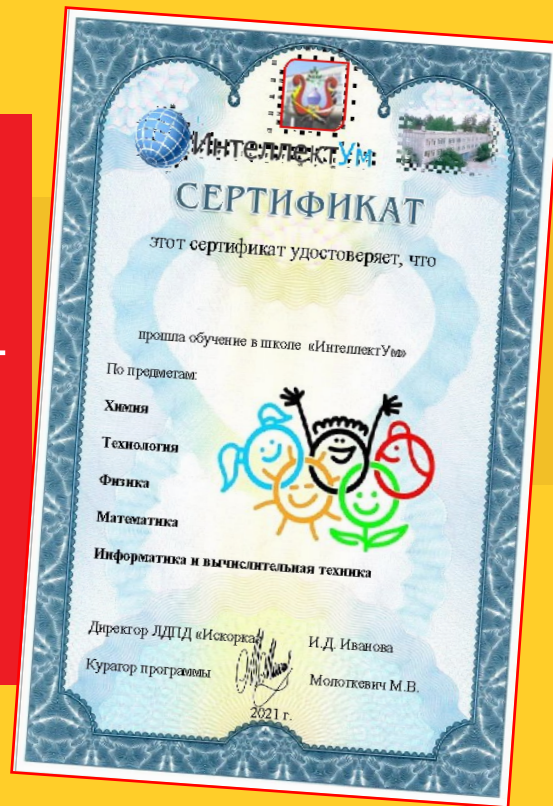 ИнтеллектУм
СЕРТИФИКАТ
этот сертификат удостоверяет, что
прошла обучение в школе «ИнтеллектУм»
По предметам:
Химия
Технология
Физика
Математика
Информатика и вычислительная техника
Директор ЛДПД «Искорка» И.Д. Иванова
Куратор программы Молоткевич М.В.
2021 г.